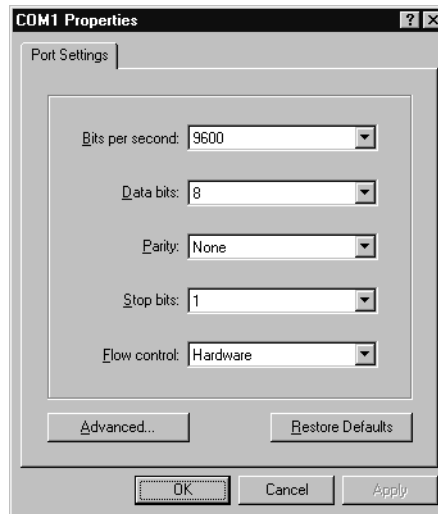 COM1 Properties
Port Settings
Bits per second: 9600
Data bits: 8
Parity: None
Stop bits: 1
Flow control: Hardware
Advanced... Restore Defaults
OK Cancel Apply